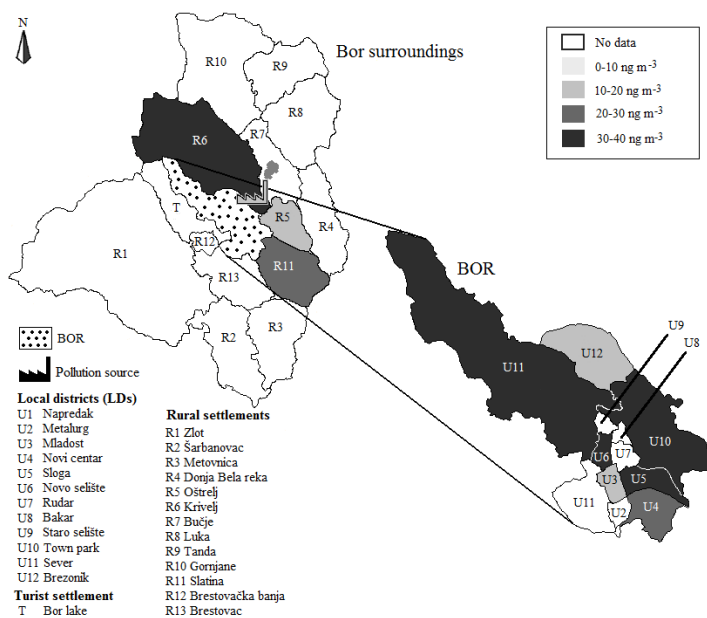 N
Bor surroundings
No data
0-10 ng m-3
10-20 ng m-3
20-30 ng m-3
30-40 ng m-3
R10
R9
R8
R7
R6
T
R5
R4
R12
R1
R11
R13
R2
R3
BOR
U9
U8
U12
U11
U10
U7
U6
U5
U3
U11
U2
U4
BOR
Pollution source
Local districts (LDs)
U1 Napredak
U2 Metalurg
U3 Mladost
U4 Novi centar
U5 Sloga
U6 Novo selište
U7 Rudar
U8 Bakar
U9 Staro selište
U10 Town park
U11 Sever
U12 Brezonik
Turist settlement
T Bor lake
Rural settlements
R1 Zlot
R2 Šarbanovac
R3 Metovnica
R4 Donja Bela reka
R5 Oštrelj
R6 Krivelj
R7 Bučje
R8 Luka
R9 Tanda
R10 Gornjane
R11 Slatina
R12 Brestovačka banja
R13 Brestovac